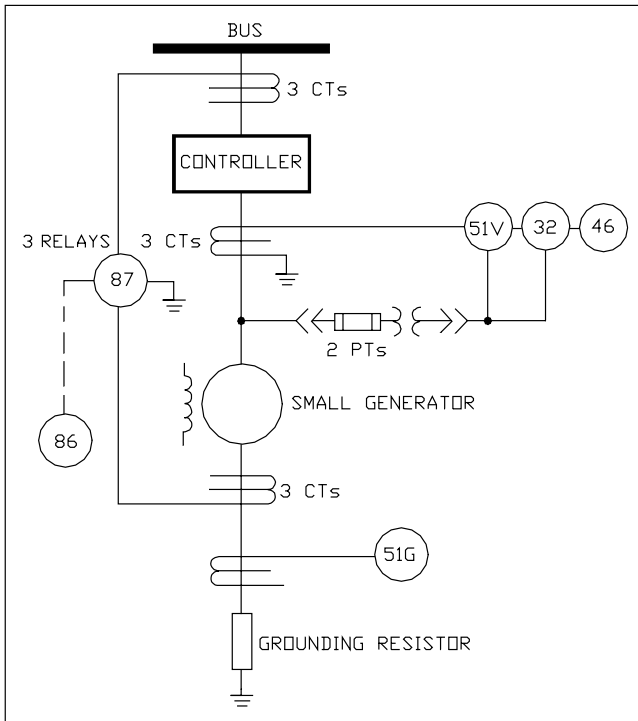 BUS
3 CTs
CONTROLLER
3 RELAYS
3 CTs
51V
32
46
87
2 PTs
SMALL GENERATOR
86
3 CTs
51G
GROUNDING RESISTOR